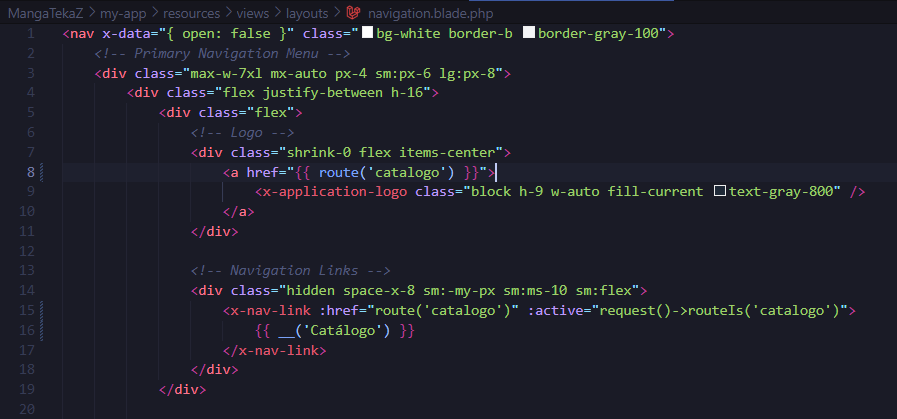 MangaTekaZ > my-app > resources > views > layouts > navigation.blade.php
1 <nav x-data="{ open: false }" class="bg-white border-b border-gray-100">
2 <!-- Primary Navigation Menu -->
3 <div class="max-w-7xl mx-auto px-4 sm:px-6 lg:px-8">
4 <div class="flex justify-between h-16">
5 <div class="flex">
6 <!-- Logo -->
7 <div class="shrink-0 flex items-center">
8 <a href="{{ route('catalogo') }}">
9 <x-application-logo class="block h-9 w-auto fill-current text-gray-800" />
10 </a>
11 </div>
12
13 <!-- Navigation Links -->
14 <div class="hidden space-x-8 sm:-my-px sm:ms-10 sm:flex">
15 <x-nav-link :href="route('catalogo')" :active="request()->routeIs('catalogo')">
16 {{ __('Catálogo') }}
17 </x-nav-link>
18 </div>
19 </div>
20